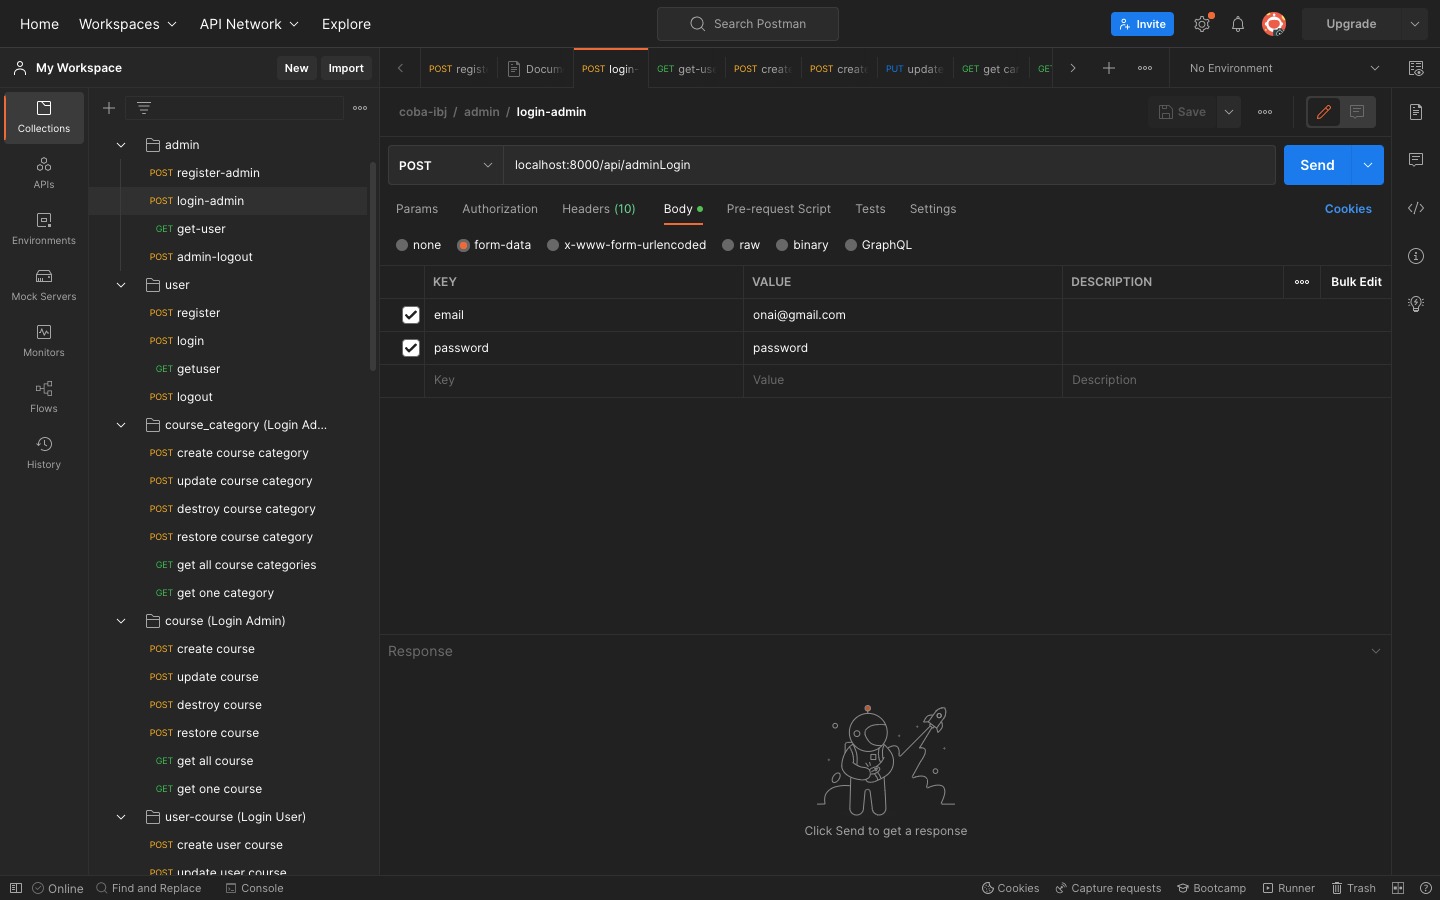 Home Workspaces API Network Explore Search Postman Invite Upgrade
My Workspace New Import
POST regist Docum POST login- GET get-us POST creat POST creat PUT update GET get ca GET No Environment
Collections
APIs
Environments
Mock Servers
Monitors
Flows
History
admin
POST register-admin
POST login-admin
GET get-user
POST admin-logout
user
POST register
POST login
GET getuser
POST logout
course_category (Login Ad...
POST create course category
POST update course category
POST destroy course category
POST restore course category
GET get all course categories
GET get one category
course (Login Admin)
POST create course
POST update course
POST destroy course
POST restore course
GET get all course
GET get one course
user-course (Login User)
POST create user course
POST update user course
coba-ibj / admin / login-admin Save
POST localhost:8000/api/adminLogin Send
Params Authorization Headers (10) Body Pre-request Script Tests Settings Cookies
none form-data x-www-form-urlencoded raw binary GraphQL
KEY VALUE DESCRIPTION Bulk Edit
email onai@gmail.com
password password
Key Value Description
Response
Click Send to get a response
Online Find and Replace Console Cookies Capture requests Bootcamp Runner Trash